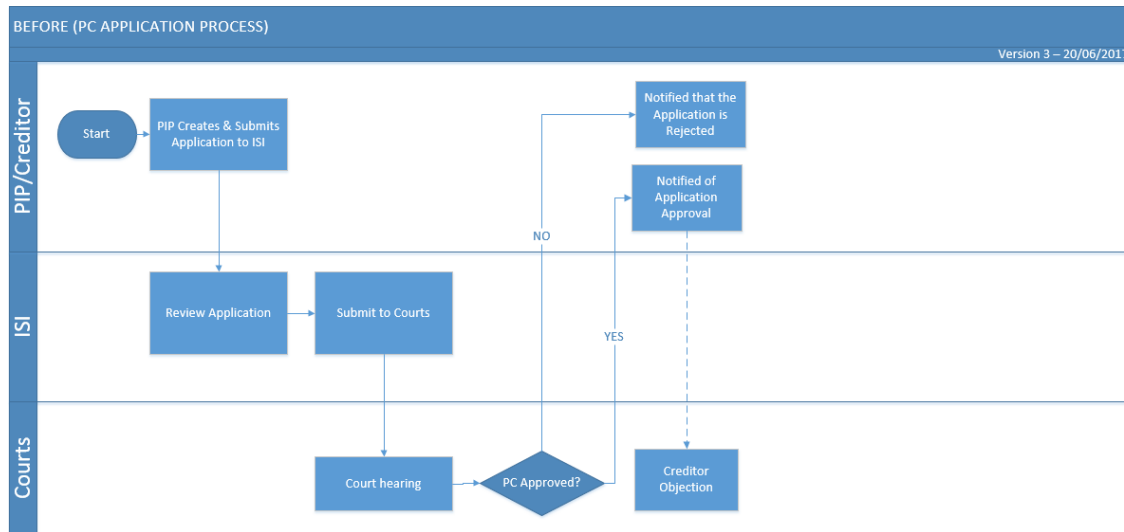 BEFORE (PC APPLICATION PROCESS)
Version 3 – 20/06/2017
PIP/Creditor
Start
PIP Creates & Submits
Application to ISI
Notified that the
Application is
Rejected
Notified of
Application
Approval
NO
ISI
Review Application
Submit to Courts
YES
Courts
Court hearing
PC Approved?
Creditor
Objection